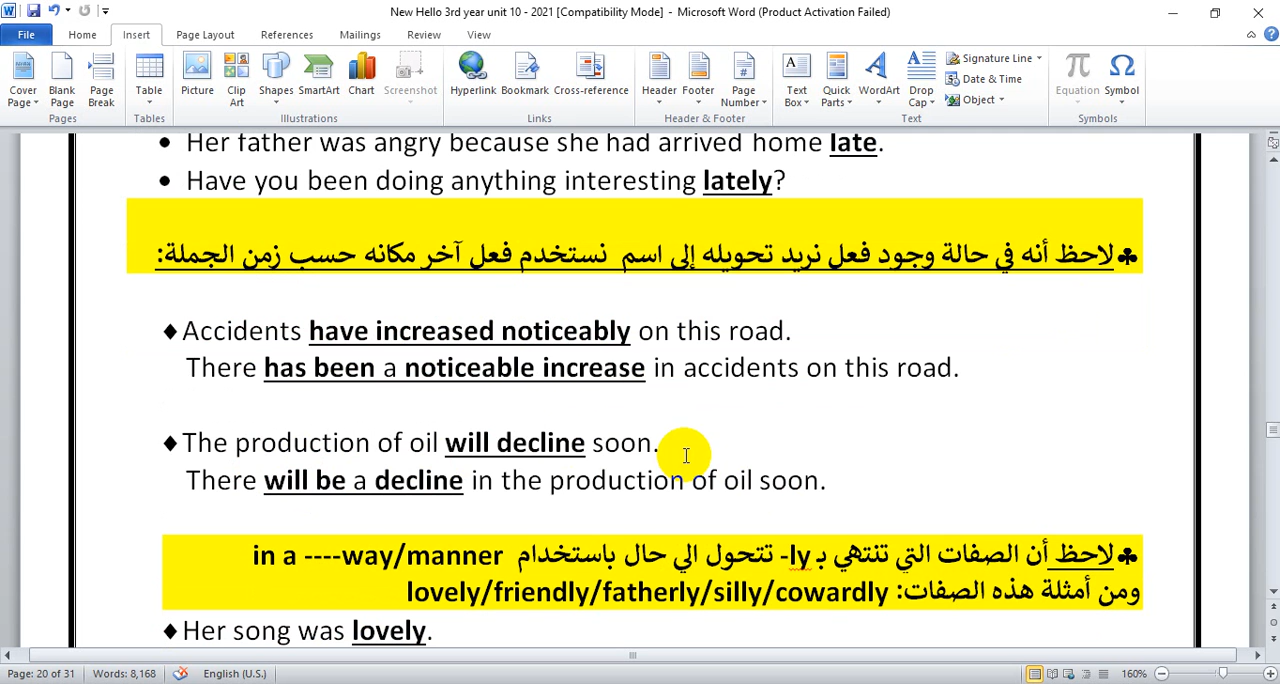 New Hello 3rd year unit 10 - 2021 [Compatibility Mode] - Microsoft Word (Product Activation Failed)
File Home Insert Page Layout References Mailings Review View
Cover Page Blank Page Page Break Table Picture Clip Art Shapes SmartArt Chart Screenshot Hyperlink Bookmark Cross-reference Header Footer Page Number Text Box Quick Parts WordArt Drop Cap Signature Line Date & Time Object Equation Symbol
Pages Tables Illustrations Links Header & Footer Text Symbols
• Her father was angry because she had arrived home late.
• Have you been doing anything interesting lately?
♣لاحظ أنه في حالة وجود فعل نريد تحويله إلى اسم نستخدم فعل آخر مكانه حسب زمن الجملة:
♦Accidents have increased noticeably on this road.
There has been a noticeable increase in accidents on this road.
♦The production of oil will decline soon.
There will be a decline in the production of oil soon.
♣لاحظ أن الصفات التي تنتهي بـ ly- تتحول الي حال باستخدام in a ----way/manner
ومن أمثلة هذه الصفات: lovely/friendly/fatherly/silly/cowardly
♦Her song was lovely.
Page: 20 of 31 Words: 8,168 English (U.S.) 160%